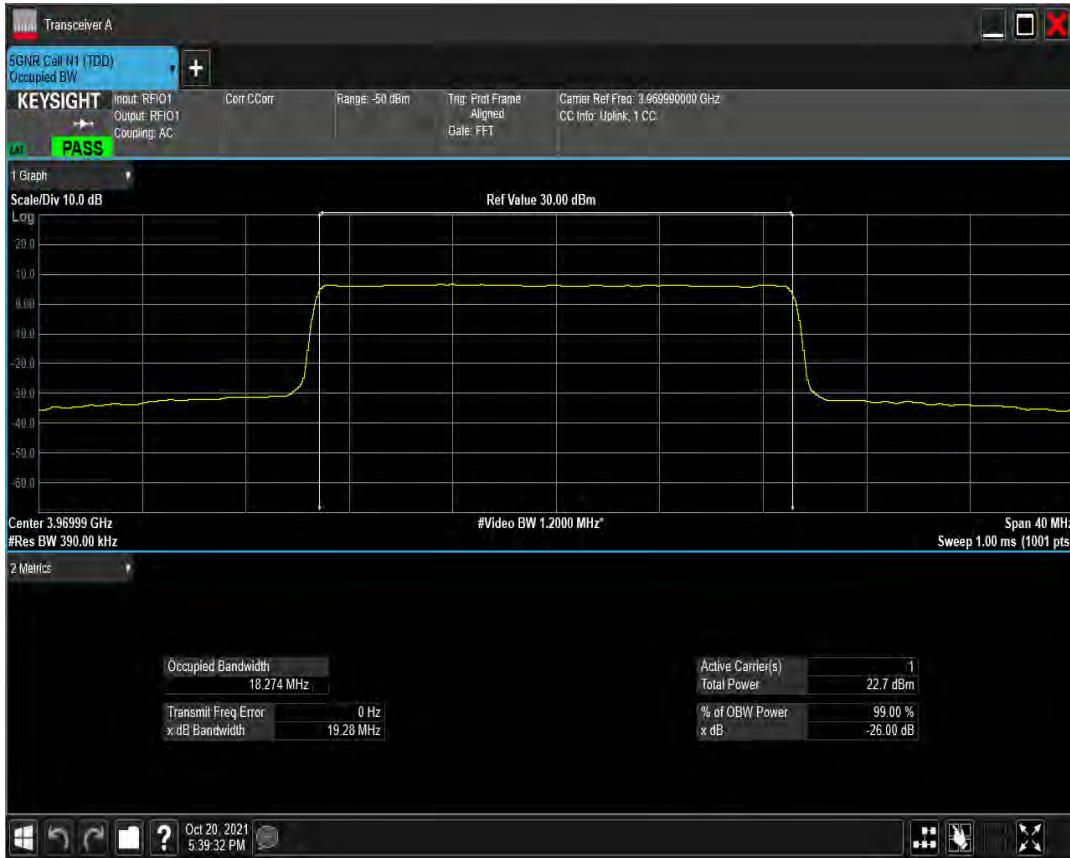 Transceiver A
5GNR Cell N1 (TDD)
Occupied BW
+
KEYSIGHT
Input: RFIO1
Output: RFIO1
Coupling: AC
Corr CCorr
Range: -50 dBm
Trig: Prot Frame
Aligned
Gate: FFT
Carrier Ref Freq: 3.969990000 GHz
CC Info: Uplink, 1 CC
PASS
1 Graph
Scale/Div 10.0 dB
Ref Value 30.00 dBm
Log
20.0
10.0
0.00
-10.0
-20.0
-30.0
-40.0
-50.0
-60.0
Center 3.96999 GHz
#Video BW 1.2000 MHz*
Span 40 MHz
#Res BW 390.00 kHz
Sweep 1.00 ms (1001 pts
2 Metrics
Occupied Bandwidth
18.274 MHz
Transmit Freq Error 0 Hz
x dB Bandwidth 19.28 MHz
Active Carrier(s) 1
Total Power 22.7 dBm
% of OBW Power 99.00 %
x dB -26.00 dB
?
Oct 20, 2021
5:39:32 PM